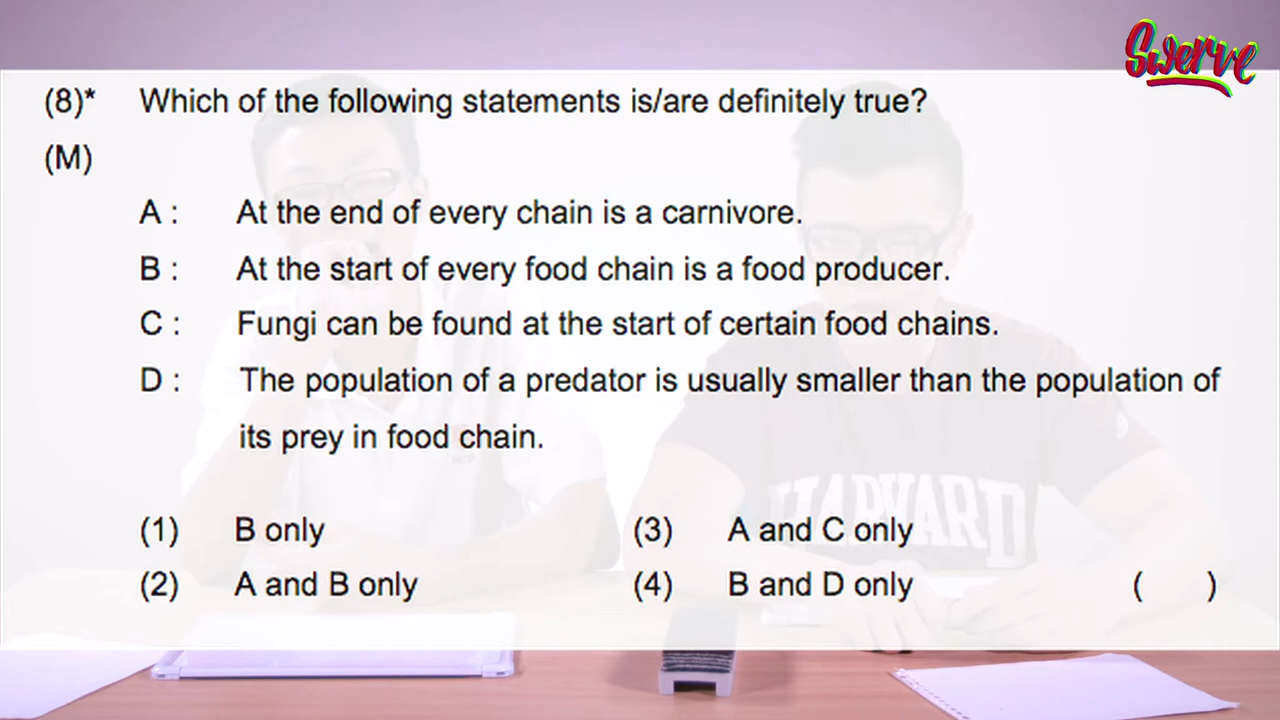 Swerve
(8)* Which of the following statements is/are definitely true?
(M)
A : At the end of every chain is a carnivore.
B : At the start of every food chain is a food producer.
C : Fungi can be found at the start of certain food chains.
D : The population of a predator is usually smaller than the population of
its prey in food chain.
HARVARD
(1) B only (3) A and C only
(2) A and B only (4) B and D only ( )